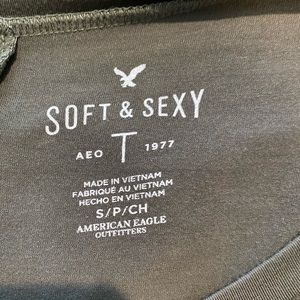 SOFT & SEXY
AEO T 1977
MADE IN VIETNAM
FABRIQUÉ AU VIETNAM
HECHO EN VIETNAM
S/P/CH
AMERICAN EAGLE
OUTFITTERS